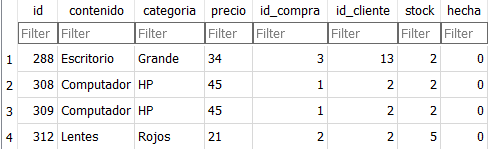 id contenido categoria precio id_compra id_cliente stock hecha
Filter Filter Filter Filter Filter Filter Filter Filter
1 288 Escritorio Grande 34 3 13 2 0
2 308 Computador HP 45 1 2 2 0
3 309 Computador HP 45 1 2 2 0
4 312 Lentes Rojos 21 2 2 5 0